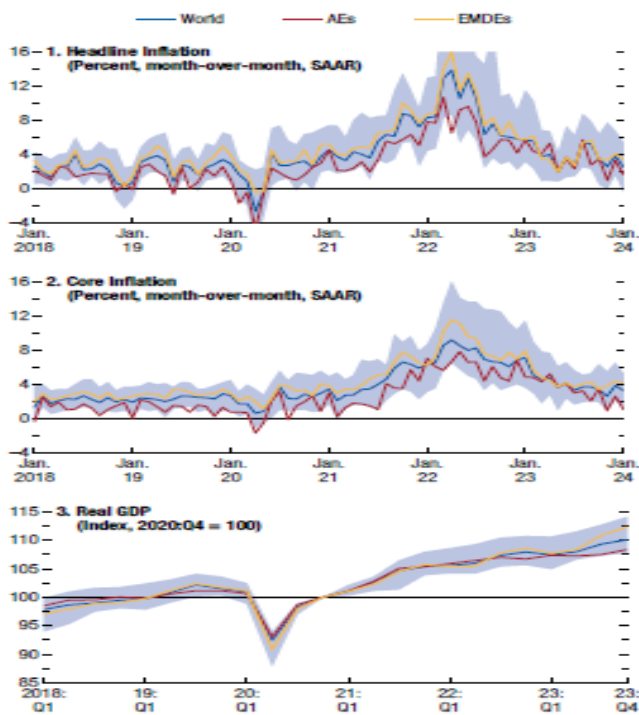 World AEs EMDEs
1. Headline Inflation
(Percent, month-over-month, SAAR)
16
12
8
4
0
-4
Jan. 2018 Jan. 19 Jan. 20 Jan. 21 Jan. 22 Jan. 23 Jan. 24
2. Core Inflation
(Percent, month-over-month, SAAR)
16
12
8
4
0
-4
Jan. 2018 Jan. 19 Jan. 20 Jan. 21 Jan. 22 Jan. 23 Jan. 24
3. Real GDP
(Index, 2020:Q4 = 100)
115
110
105
100
95
90
85
2018: Q1 19: Q1 20: Q1 21: Q1 22: Q1 23: Q1 23: Q4